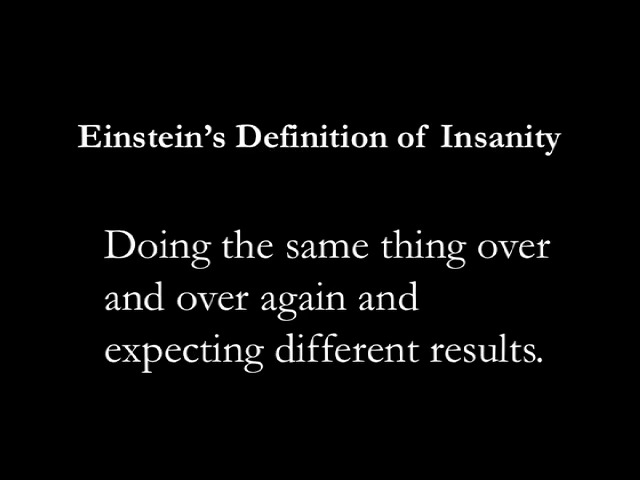 Einstein’s Definition of Insanity
Doing the same thing over
and over again and
expecting different results.